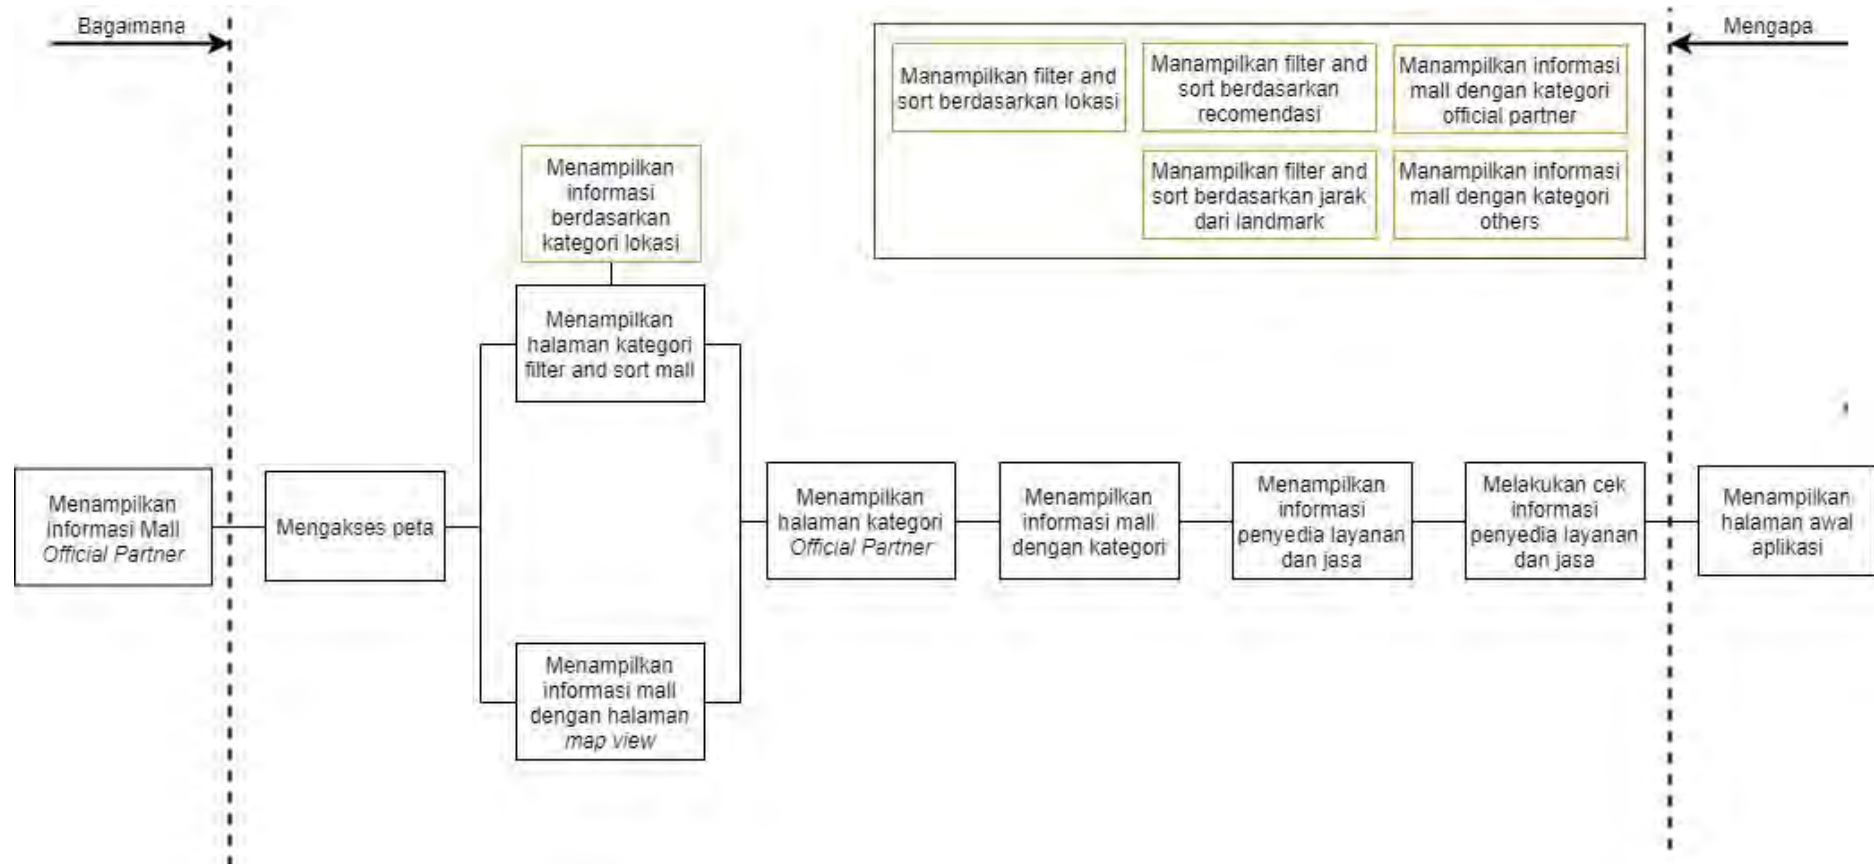 Bagaimana
Mengapa
Manampilkan filter and
sort berdasarkan lokasi
Manampilkan filter and
sort berdasarkan
recomendasi
Manampilkan informasi
mall dengan kategori
official partner
Manampilkan filter and
sort berdasarkan jarak
dari landmark
Manampilkan informasi
mall dengan kategori
others
Menampilkan
informasi
berdasarkan
kategori lokasi
Menampilkan
halaman kategori
filter and sort mall
Menampilkan
informasi Mall
Official Partner
Mengakses peta
Menampilkan
informasi mall
dengan halaman
map view
Menampilkan
halaman kategori
Official Partner
Menampilkan
informasi mall
dengan kategori
Menampilkan
informasi
penyedia layanan
dan jasa
Melakukan cek
informasi
penyedia layanan
dan jasa
Menampilkan
halaman awal
aplikasi